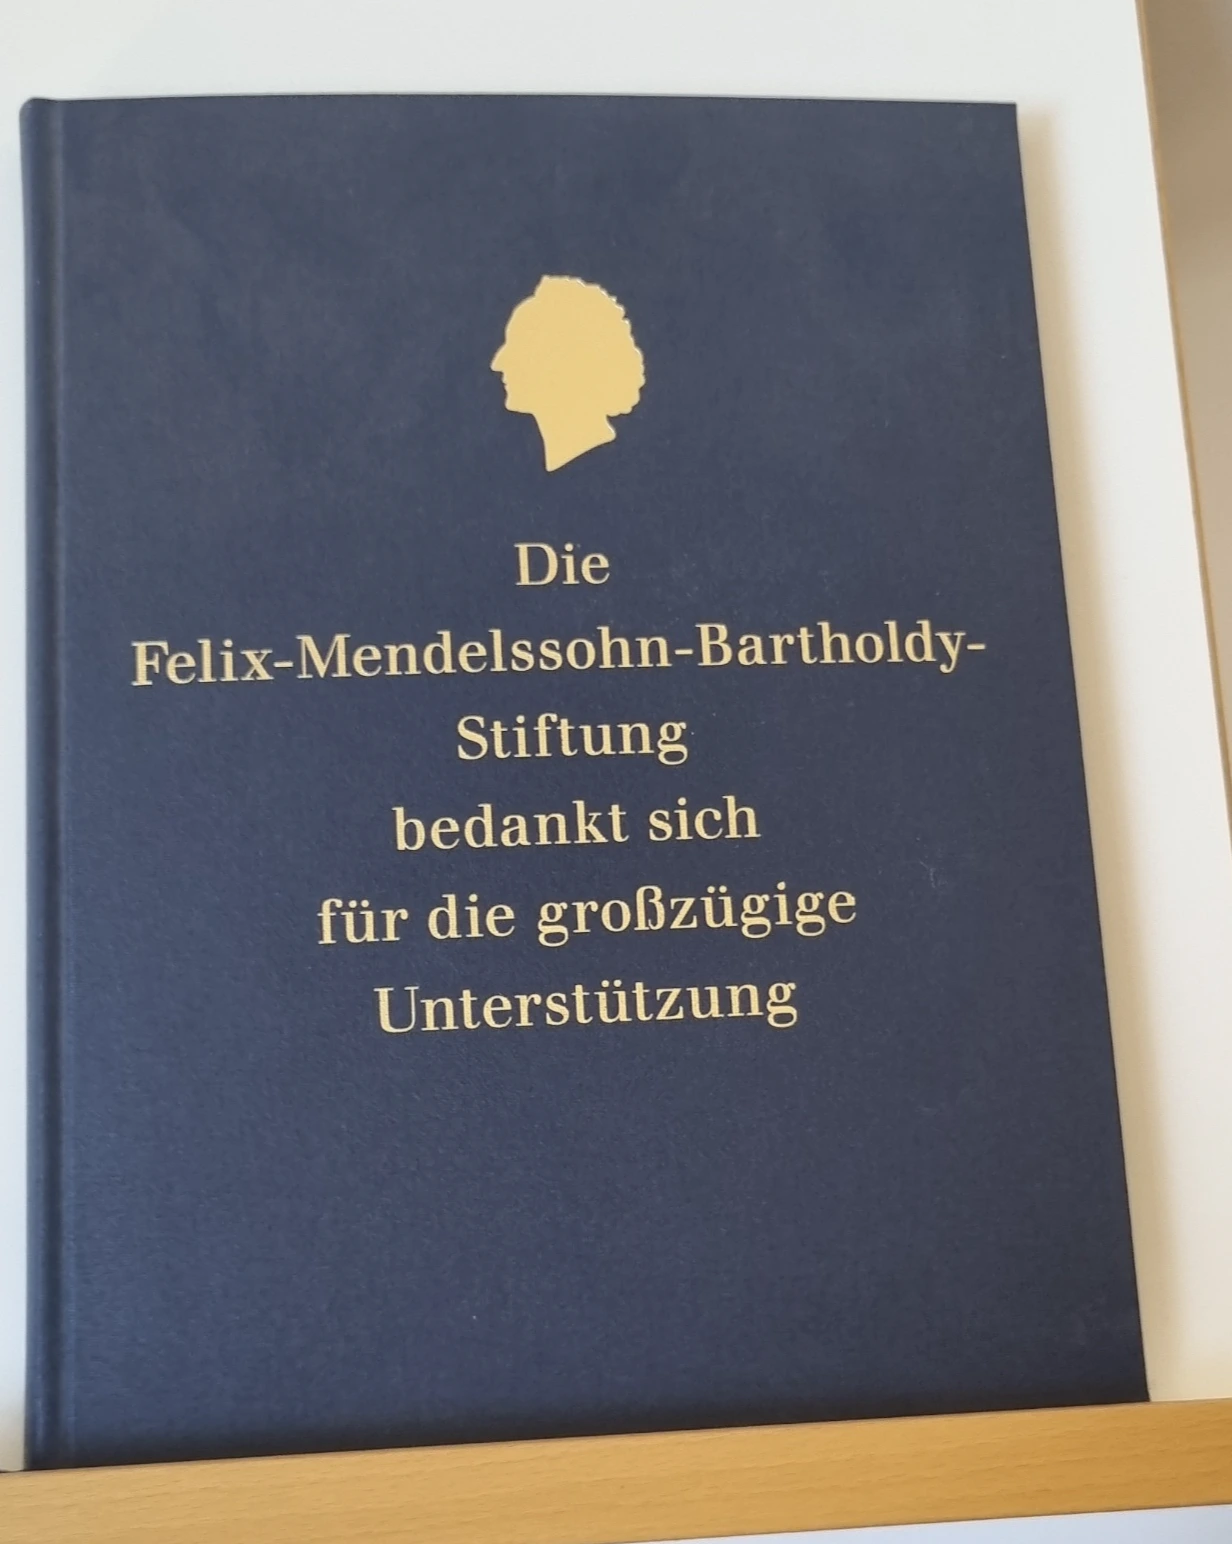 Die
Felix-Mendelssohn-Bartholdy-
Stiftung
bedankt sich
für die großzügige
Unterstützung